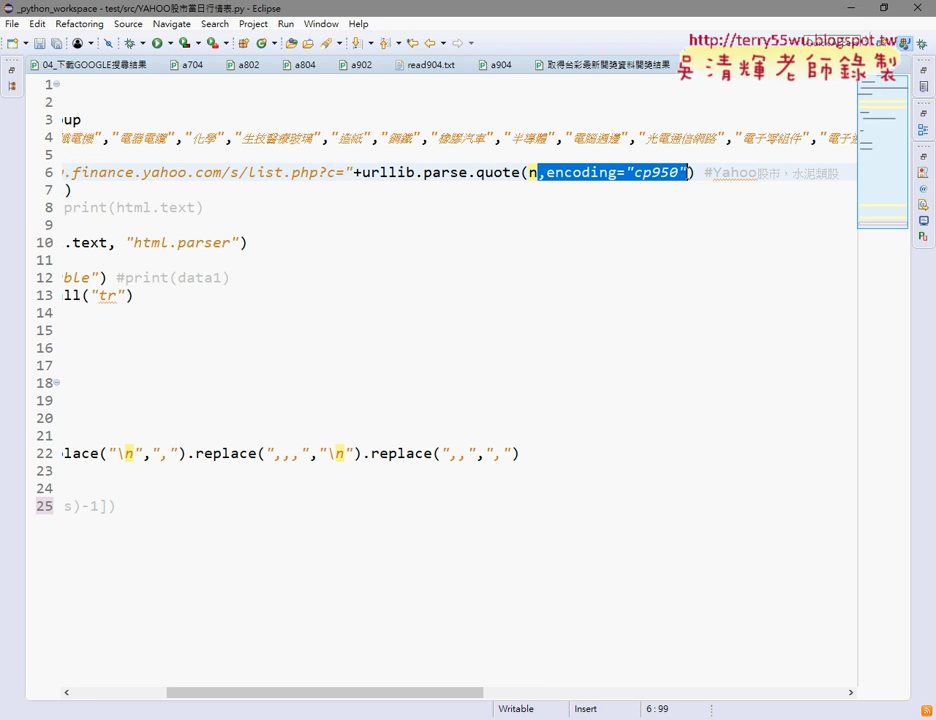 _python_workspace - test/src/YAHOO股市當日行情表.py - Eclipse
File Edit Refactoring Source Navigate Search Project Run Window Help
http://terry55wu.blogspot.tw
吳清輝老師錄製
04_下載GOOGLE搜尋結果 a704 a802 a804 a902 read904.txt a904 取得台彩最新開獎資料開獎結果
1
2
3 up
4 電機","電器電纜","化學","生技醫療玻璃","造紙","鋼鐵","橡膠汽車","半導體","電腦週邊","光電通信網路","電子零組件","電子通
5
6 .finance.yahoo.com/s/list.php?c="+urllib.parse.quote(n,encoding="cp950") #Yahoo股市，水泥類股
7 )
8 print(html.text)
9
10 .text, "html.parser")
11
12 ble") #print(data1)
13 ll("tr")
14
15
16
17
18
19
20
21
22 lace("\n",",").replace(",,,","\n").replace(",,",",")
23
24
25 s)-1])
Writable Insert 6:99